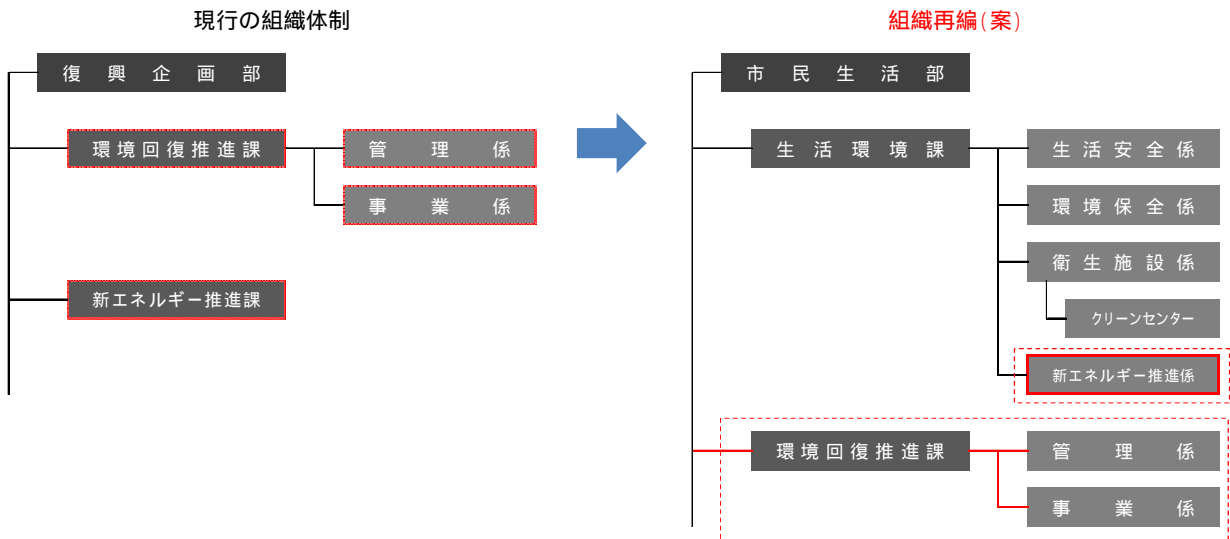 現行の組織体制
復興企画部
環境回復推進課
管理係
事業係
新エネルギー推進課
組織再編(案)
市民生活部
生活環境課
生活安全係
環境保全係
衛生施設係
クリーンセンター
新エネルギー推進係
環境回復推進課
管理係
事業係